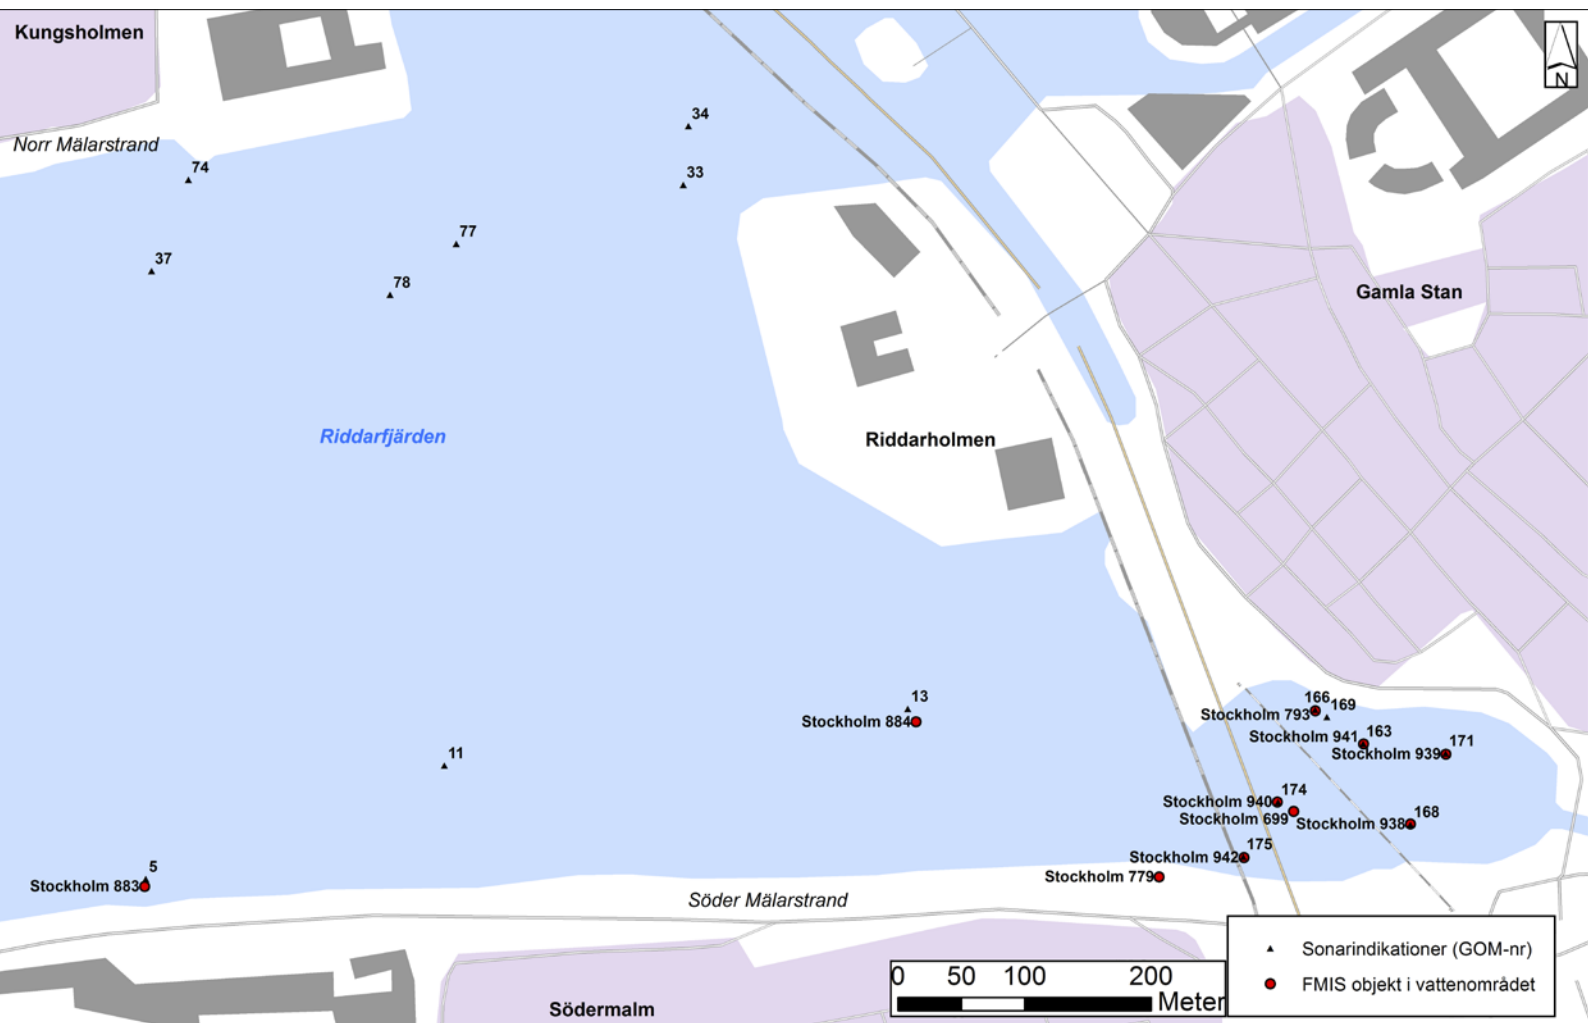 Kungsholmen
N
34
Norr Mälarstrand
74
33
77
37
78
Gamla Stan
Riddarfjärden
Riddarholmen
13
166
169
Stockholm 793
Stockholm 884
163
Stockholm 941
171
Stockholm 939
11
174
Stockholm 940
168
Stockholm 699
Stockholm 938
175
Stockholm 942
5
Stockholm 779
Stockholm 883
Söder Mälarstrand
Sonarindikationer (GOM-nr)
FMIS objekt i vattenområdet
0 50 100 200
Meter
Södermalm